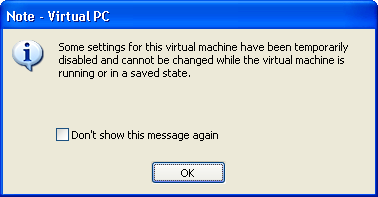 Note - Virtual PC
Some settings for this virtual machine have been temporarily
disabled and cannot be changed while the virtual machine is
running or in a saved state.
Don't show this message again
OK